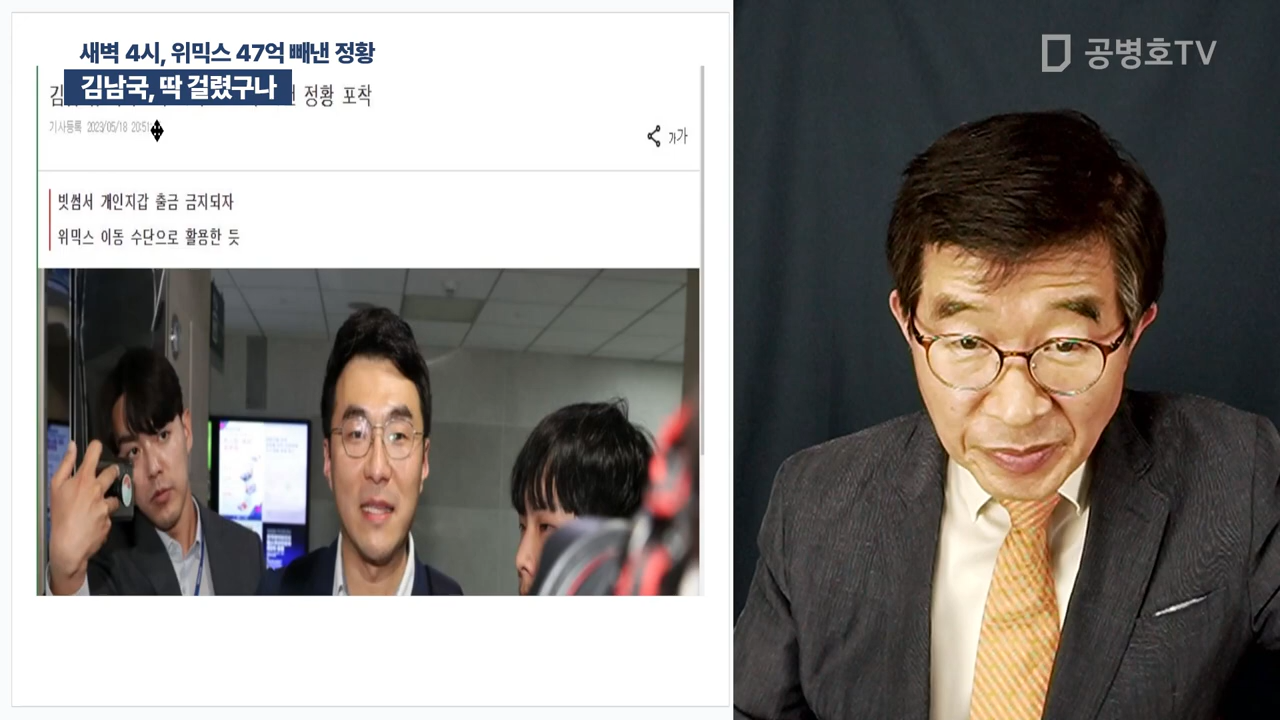 새벽 4시, 위믹스 47억 빼낸 정황
김남국, 딱 걸렸구나
정황 포착
기사등록 2023/05/18 20:51
가가
빗썸서 개인지갑 출금 금지되자
위믹스 이동 수단으로 활용한 듯
공병호TV